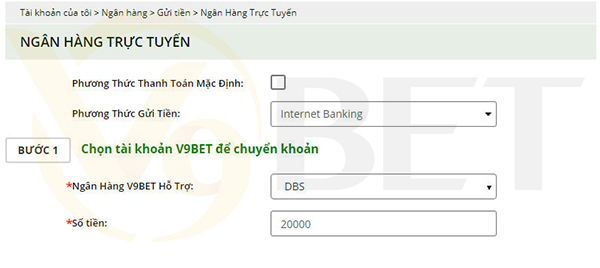 Tài khoản của tôi > Ngân hàng > Gửi tiền > Ngân Hàng Trực Tuyến
NGÂN HÀNG TRỰC TUYẾN
Phương Thức Thanh Toán Mặc Định:
Phương Thức Gửi Tiền: Internet Banking
BƯỚC 1 Chọn tài khoản V9BET để chuyển khoản
*Ngân Hàng V9BET Hỗ Trợ: DBS
*Số tiền: 20000
V9BET